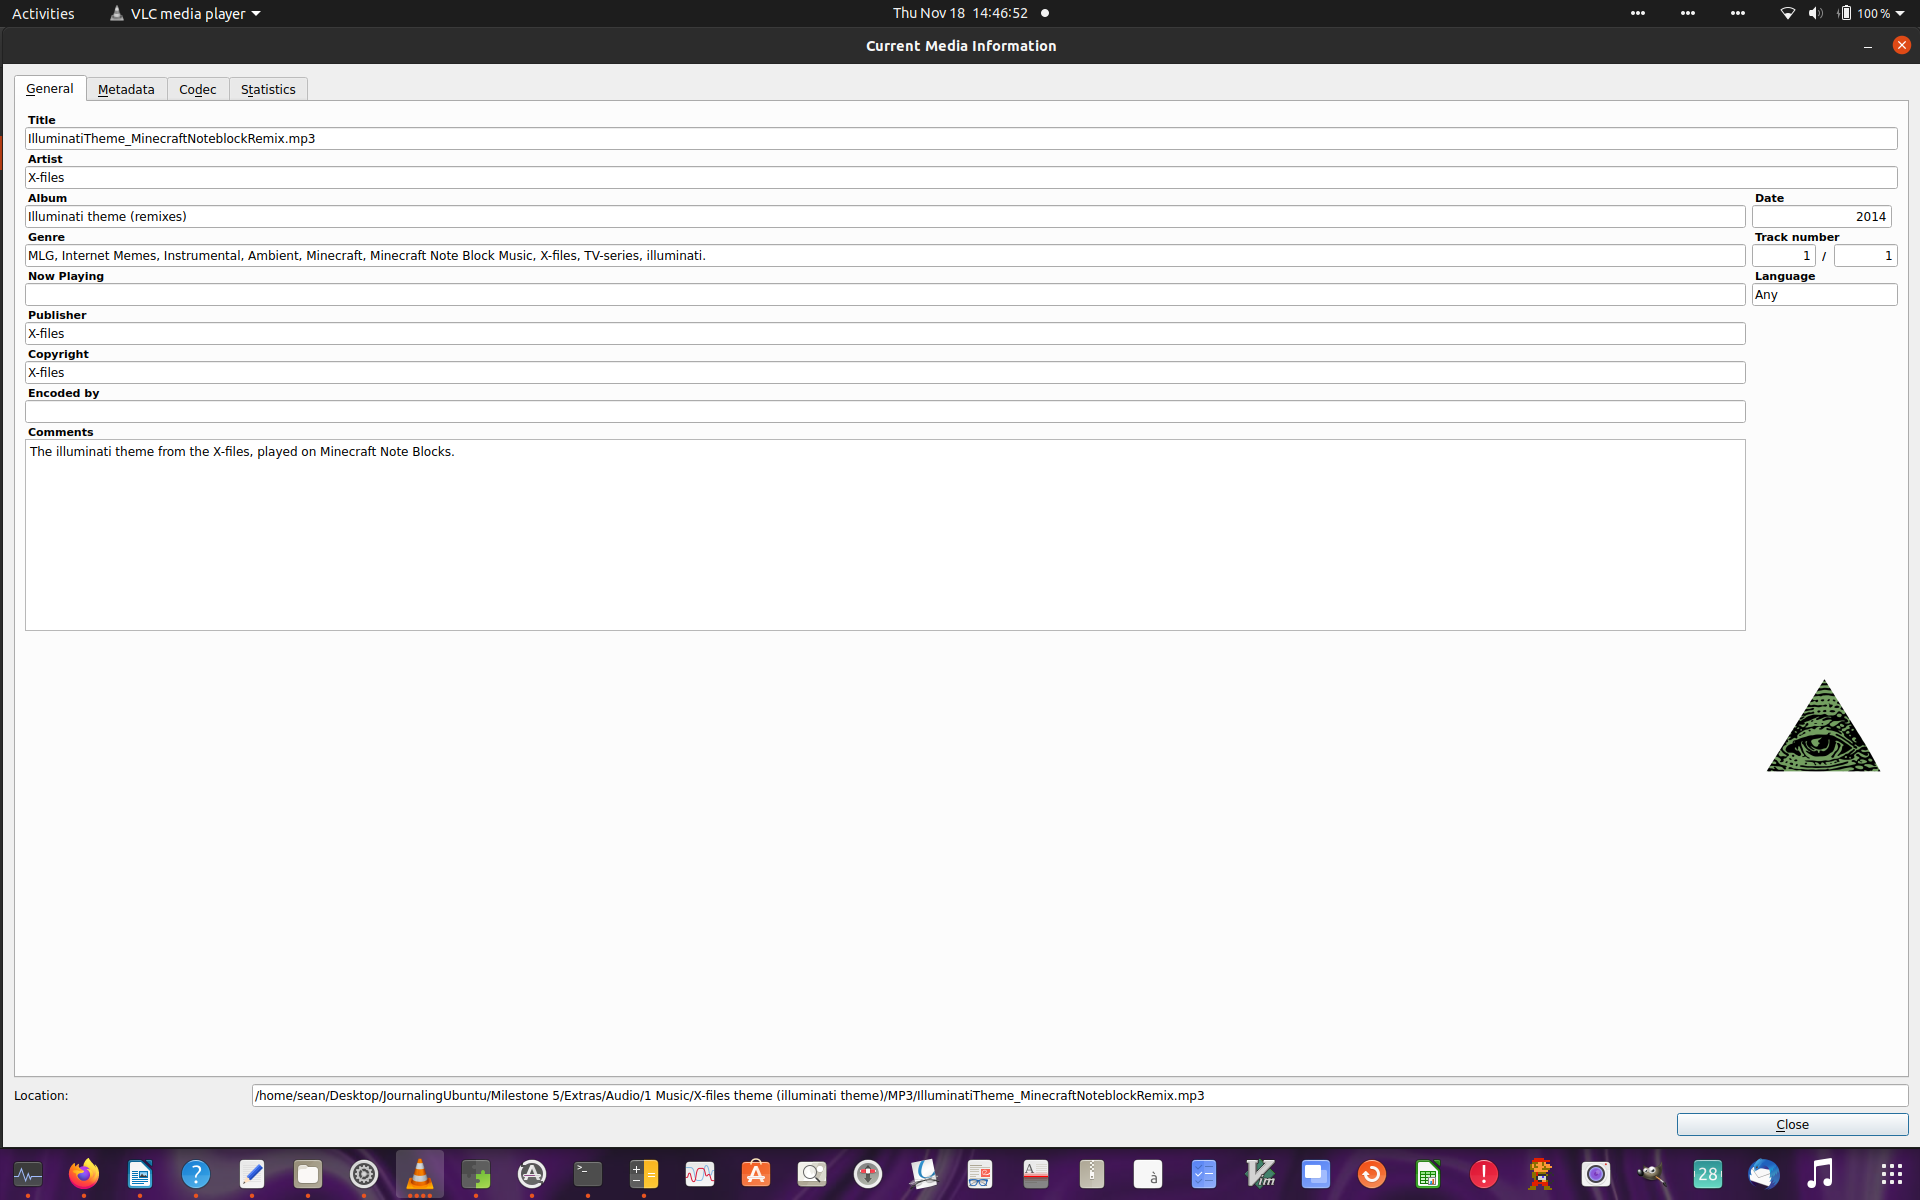 Activities VLC media player Thu Nov 18 14:46:52 100 %
Current Media Information
General Metadata Codec Statistics
Title
IlluminatiTheme_MinecraftNoteblockRemix.mp3
Artist
X-files
Album Date
Illuminati theme (remixes) 2014
Genre Track number
MLG, Internet Memes, Instrumental, Ambient, Minecraft, Minecraft Note Block Music, X-files, TV-series, illuminati. 1 / 1
Now Playing Language
Any
Publisher
X-files
Copyright
X-files
Encoded by
Comments
The illuminati theme from the X-files, played on Minecraft Note Blocks.
Location: /home/sean/Desktop/JournalingUbuntu/Milestone 5/Extras/Audio/1 Music/X-files theme (illuminati theme)/MP3/IlluminatiTheme_MinecraftNoteblockRemix.mp3
Close
? >_ A à Vim ! 28